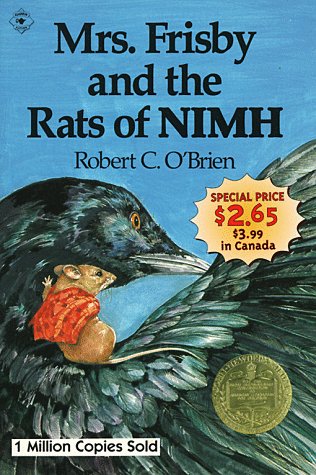 Mrs. Frisby
and the
Rats of NIMH
Robert C. O'Brien
SPECIAL PRICE
$2.65
$3.99
in Canada
1 Million Copies Sold